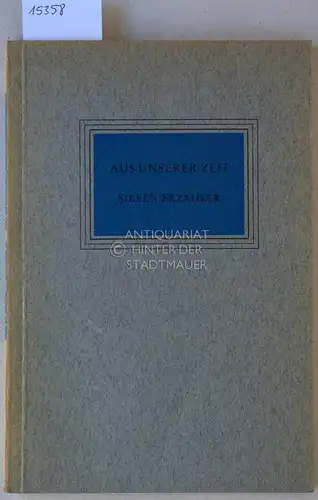 15358
AUS UNSERER ZEIT
SIEBEN ERZÄHLER
ANTIQUARIAT
HINTER DER
STADTMAUER